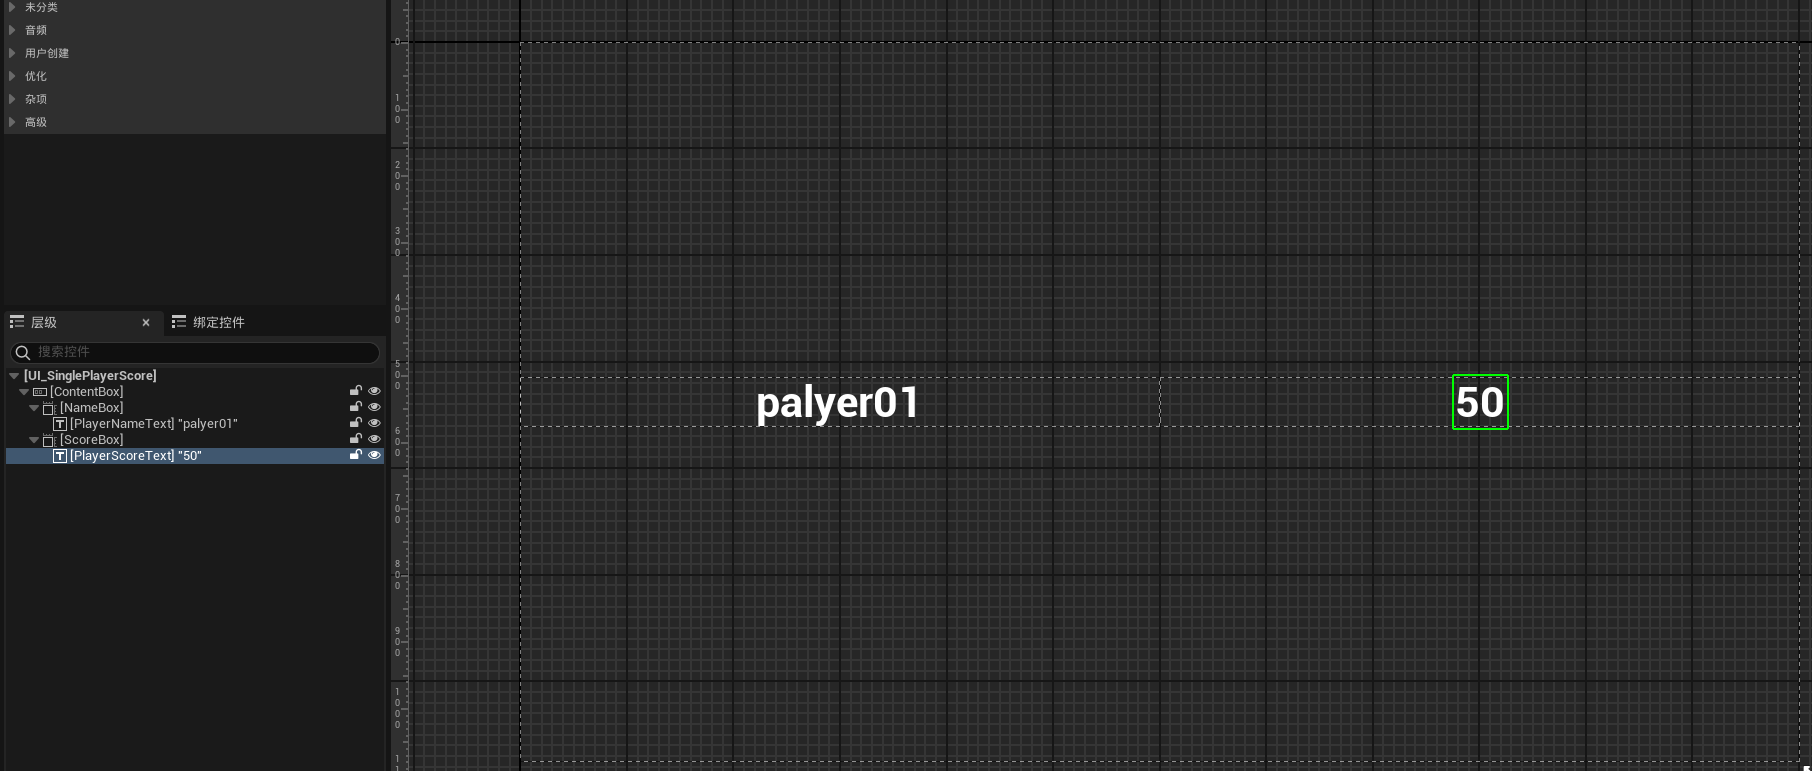 未分类
音频
用户创建
优化
杂项
高级
层级
绑定控件
搜索控件
[UI_SinglePlayerScore]
[ContentBox]
[NameBox]
[PlayerNameText] "palyer01"
[ScoreBox]
[PlayerScoreText] "50"
0
100
200
300
400
500
600
700
800
900
1000
11
palyer01
50